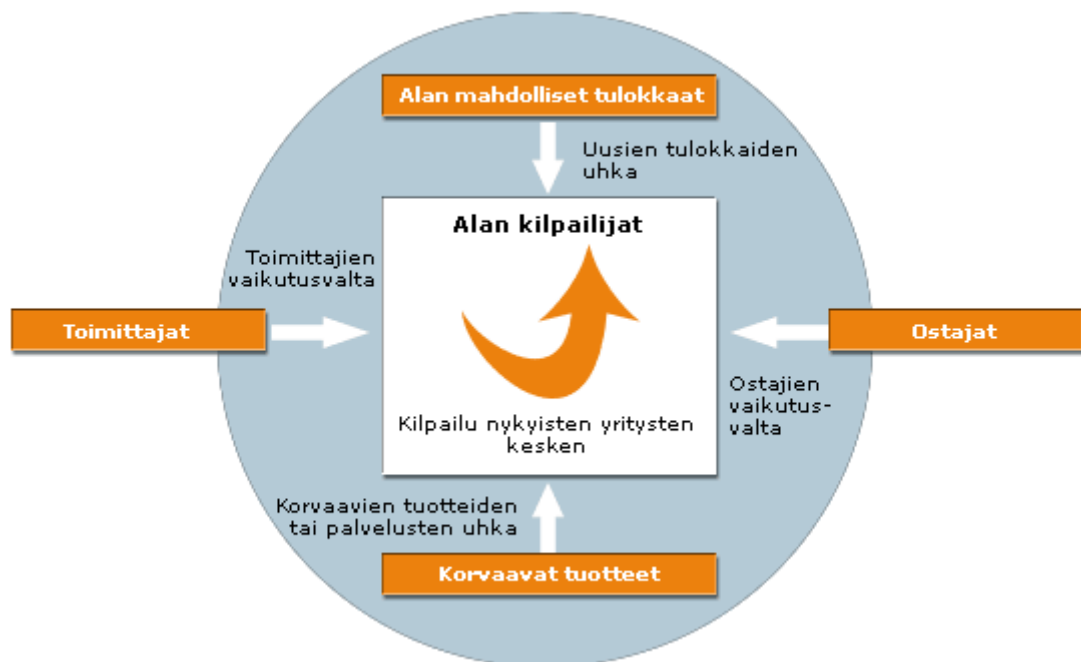 Alan mahdolliset tulokkaat
Uusien tulokkaiden
uhka
Alan kilpailijat
Toimittajien
vaikutusvalta
Toimittajat
Ostajat
Ostajien
vaikutus-
valta
Kilpailu nykyisten yritysten
kesken
Korvaavien tuotteiden
tai palvelusten uhka
Korvaavat tuotteet